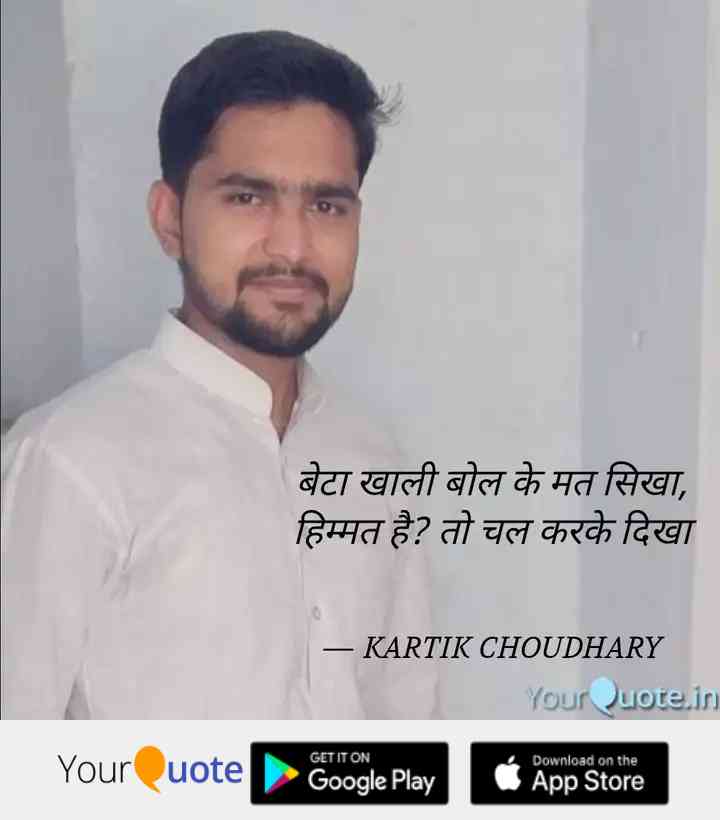 बेटा खाली बोल के मत सिखा,
हिम्मत है? तो चल करके दिखा
— KARTIK CHOUDHARY
YourQuote.in
YourQuote
GET IT ON
Google Play
Download on the
App Store